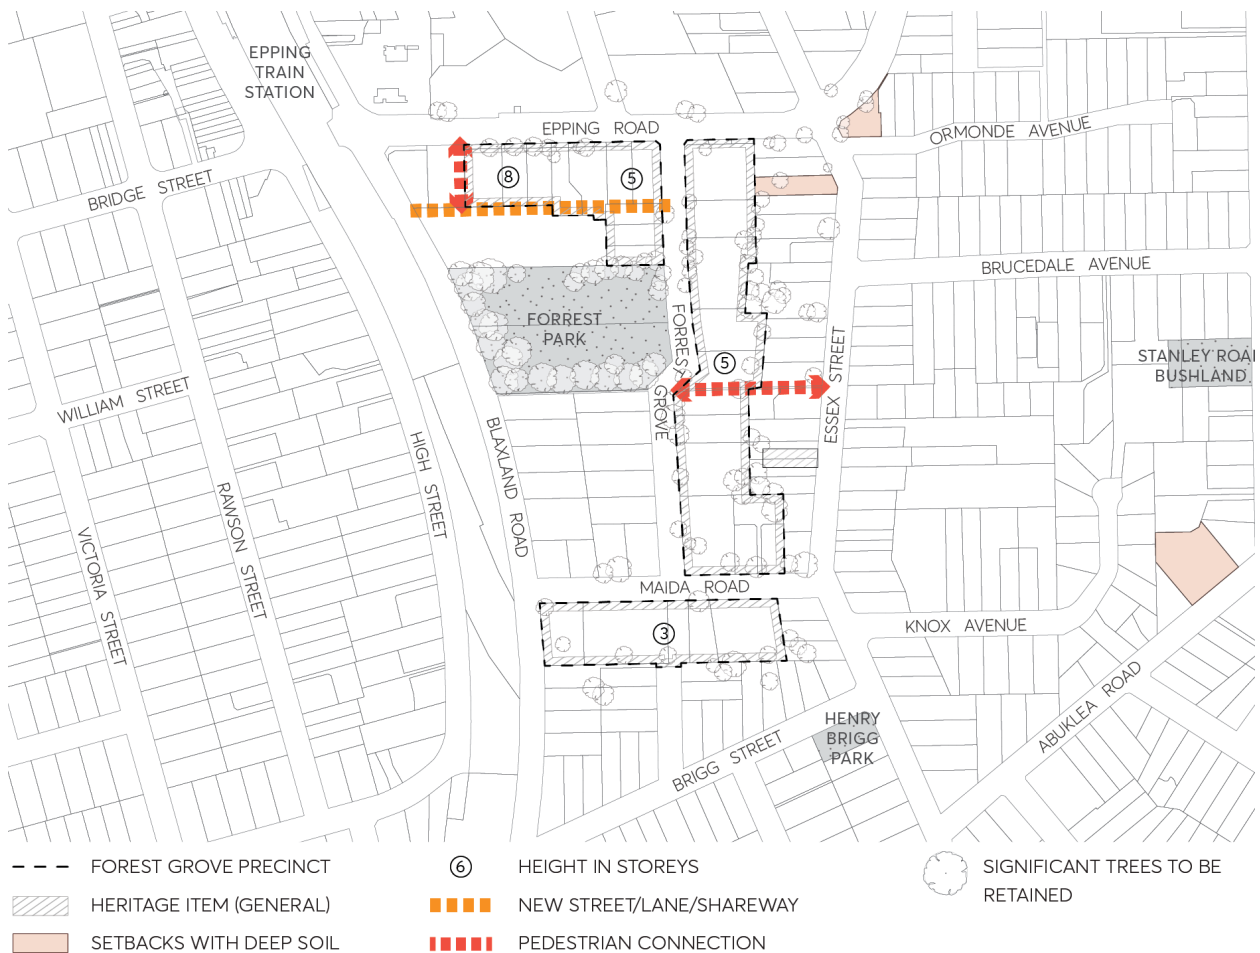 EPPING
TRAIN
STATION
EPPING ROAD
ORMONDE AVENUE
BRIDGE STREET
8
5
BRUCEDALE AVENUE
FORREST
PARK
FORREST
GROVE
5
ESSEX STREET
STANLEY ROAD
BUSHLAND
WILLIAM STREET
HIGH STREET
BLAXLAND ROAD
RAWSON STREET
VICTORIA STREET
MAIDA ROAD
3
KNOX AVENUE
ABUKLEA ROAD
HENRY
BRIGG
PARK
BRIGG STREET
FOREST GROVE PRECINCT
HERITAGE ITEM (GENERAL)
SETBACKS WITH DEEP SOIL
6 HEIGHT IN STOREYS
NEW STREET/LANE/SHAREWAY
PEDESTRIAN CONNECTION
SIGNIFICANT TREES TO BE
RETAINED